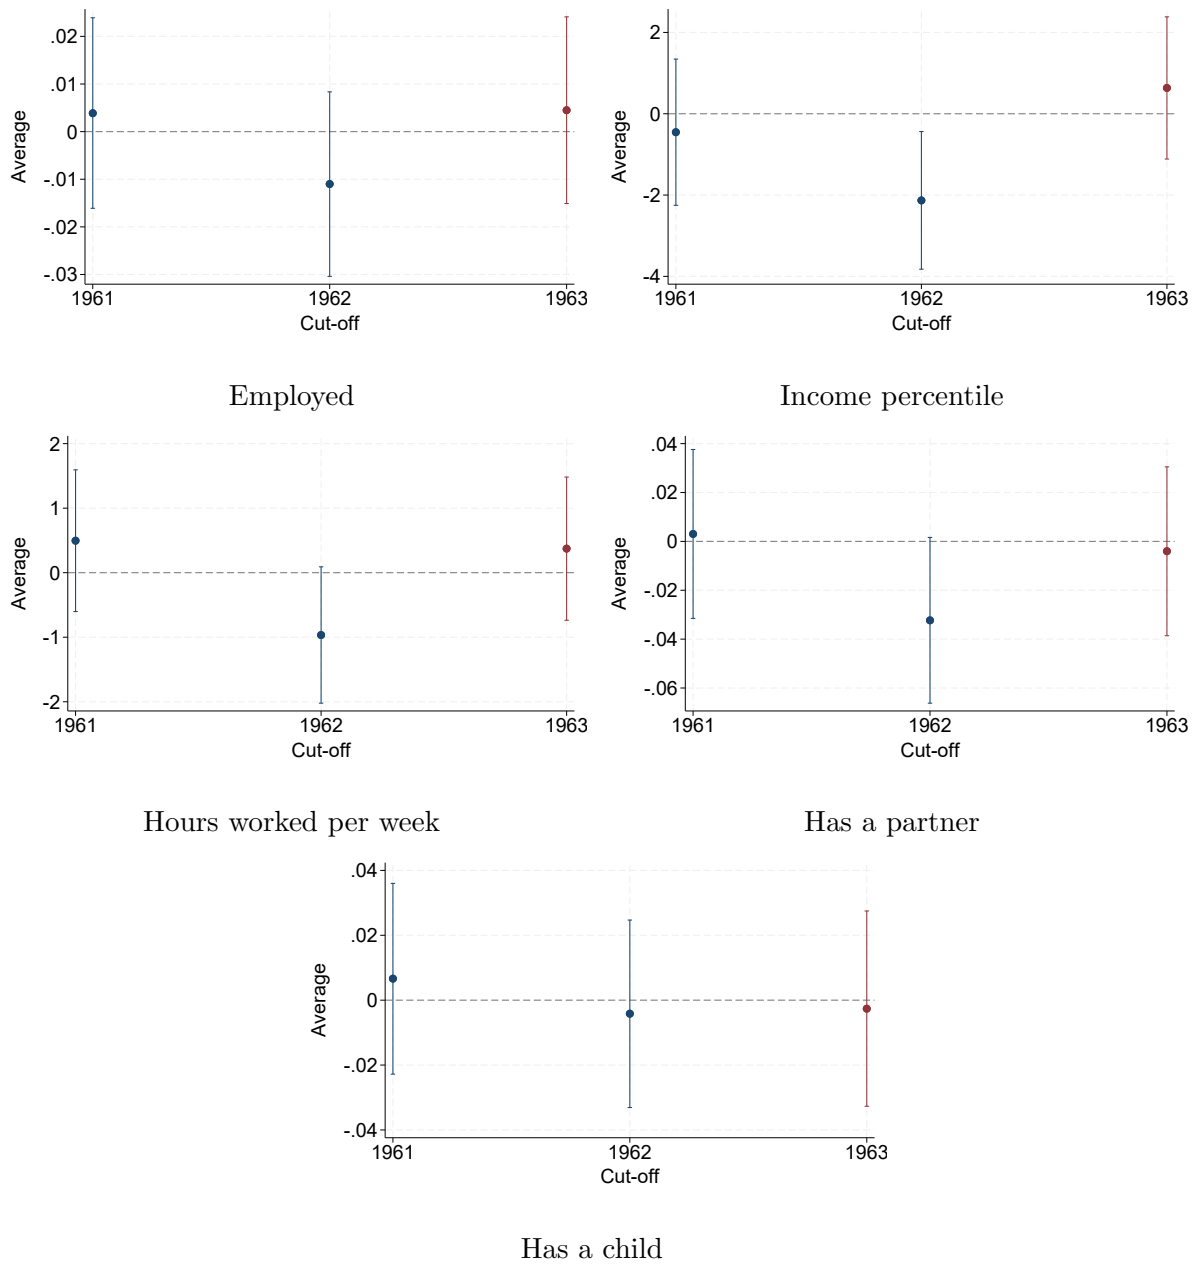 .02
.01
0
-.01
-.02
-.03
Average
1961 1962 1963
Cut-off
Employed
2
0
-2
-4
Average
1961 1962 1963
Cut-off
Income percentile
2
1
0
-1
-2
Average
1961 1962 1963
Cut-off
Hours worked per week
.04
.02
0
-.02
-.04
-.06
Average
1961 1962 1963
Cut-off
Has a partner
.04
.02
0
-.02
-.04
Average
1961 1962 1963
Cut-off
Has a child